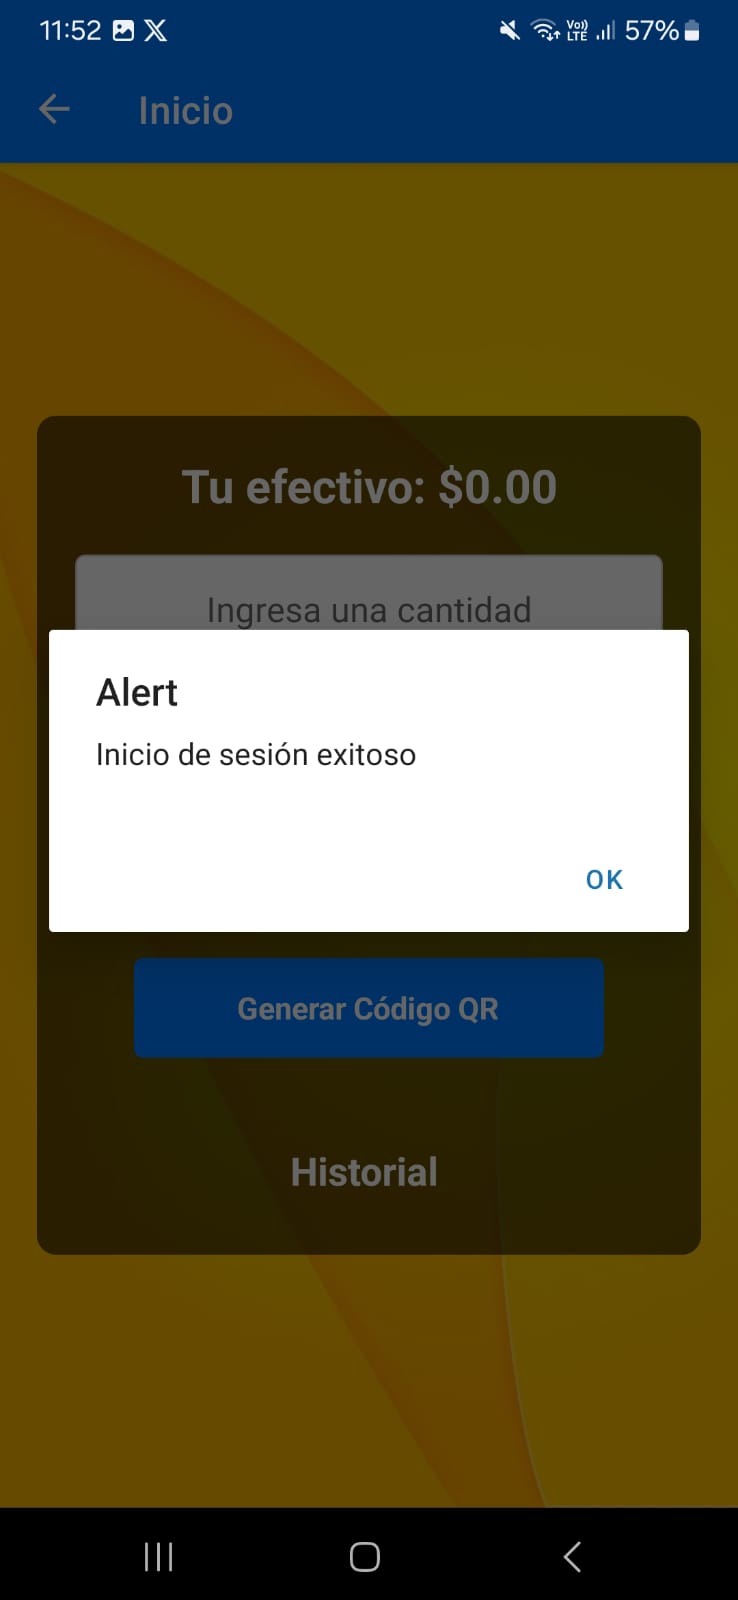 11:52 Vo)) LTE 57%
Inicio
Tu efectivo: $0.00
Ingresa una cantidad
Alert
Inicio de sesión exitoso
OK
Generar Código QR
Historial